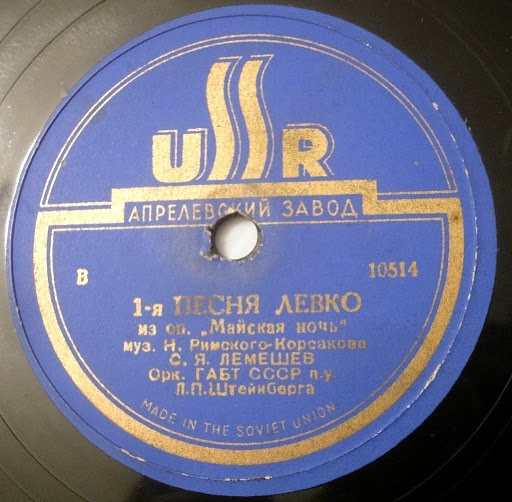 USSR
АПРЕЛЕВСКИЙ ЗАВОД
В 10514
1-я ПЕСНЯ ЛЕВКО
из оп. „Майская ночь"
муз. Н. Римского-Корсакова
С. Я. ЛЕМЕШЕВ
Орк. ГАБТ СССР п.у.
Л.П.Штейнберга
MADE IN THE SOVIET UNION